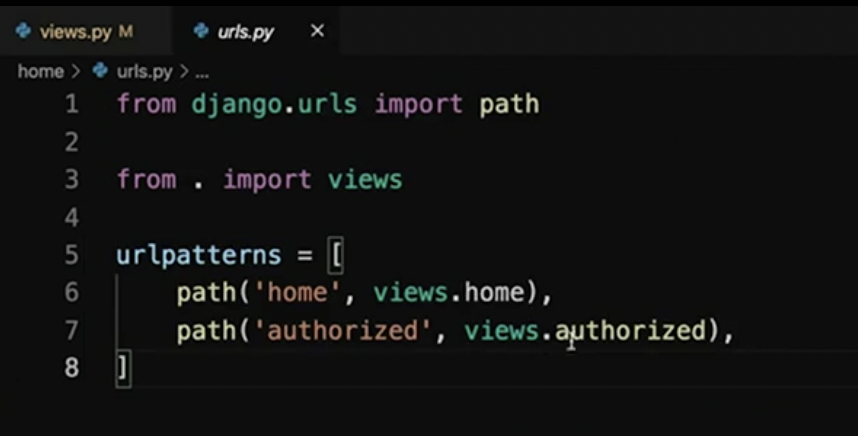 views.py M urls.py ×
home > urls.py > ...
1 from django.urls import path
2
3 from . import views
4
5 urlpatterns = [
6     path('home', views.home),
7     path('authorized', views.authorized),
8 ]